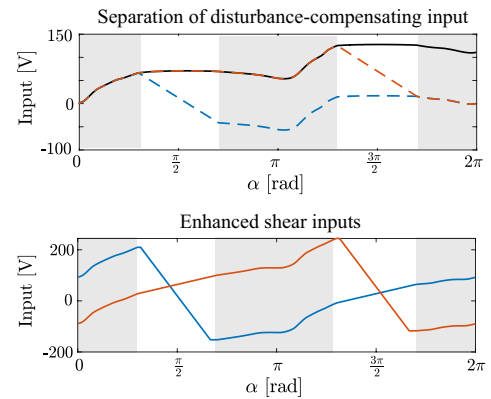 Separation of disturbance-compensating input
Input [V]
150
0
-100
0 π/2 π 3π/2 2π
α [rad]
Enhanced shear inputs
Input [V]
200
0
-200
0 π/2 π 3π/2 2π
α [rad]